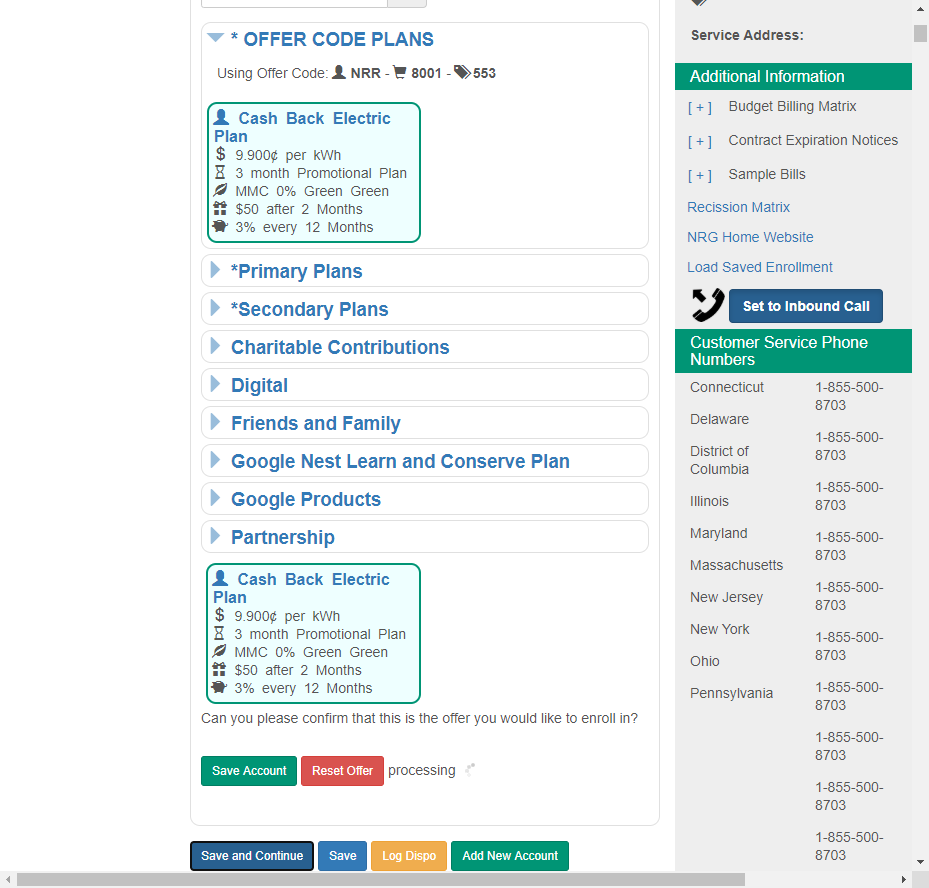 * OFFER CODE PLANS
Using Offer Code: NRR - 8001 - 553
Cash Back Electric
Plan
$ 9.900¢ per kWh
3 month Promotional Plan
MMC 0% Green Green
$50 after 2 Months
3% every 12 Months
*Primary Plans
*Secondary Plans
Charitable Contributions
Digital
Friends and Family
Google Nest Learn and Conserve Plan
Google Products
Partnership
Cash Back Electric
Plan
$ 9.900¢ per kWh
3 month Promotional Plan
MMC 0% Green Green
$50 after 2 Months
3% every 12 Months
Can you please confirm that this is the offer you would like to enroll in?
Save Account Reset Offer processing
Save and Continue Save Log Dispo Add New Account
Service Address:
Additional Information
[ + ] Budget Billing Matrix
[ + ] Contract Expiration Notices
[ + ] Sample Bills
Recission Matrix
NRG Home Website
Load Saved Enrollment
Set to Inbound Call
Customer Service Phone
Numbers
Connecticut
Delaware
District of
Columbia
Illinois
Maryland
Massachusetts
New Jersey
New York
Ohio
Pennsylvania
1-855-500-
8703
1-855-500-
8703
1-855-500-
8703
1-855-500-
8703
1-855-500-
8703
1-855-500-
8703
1-855-500-
8703
1-855-500-
8703
1-855-500-
8703
1-855-500-
8703